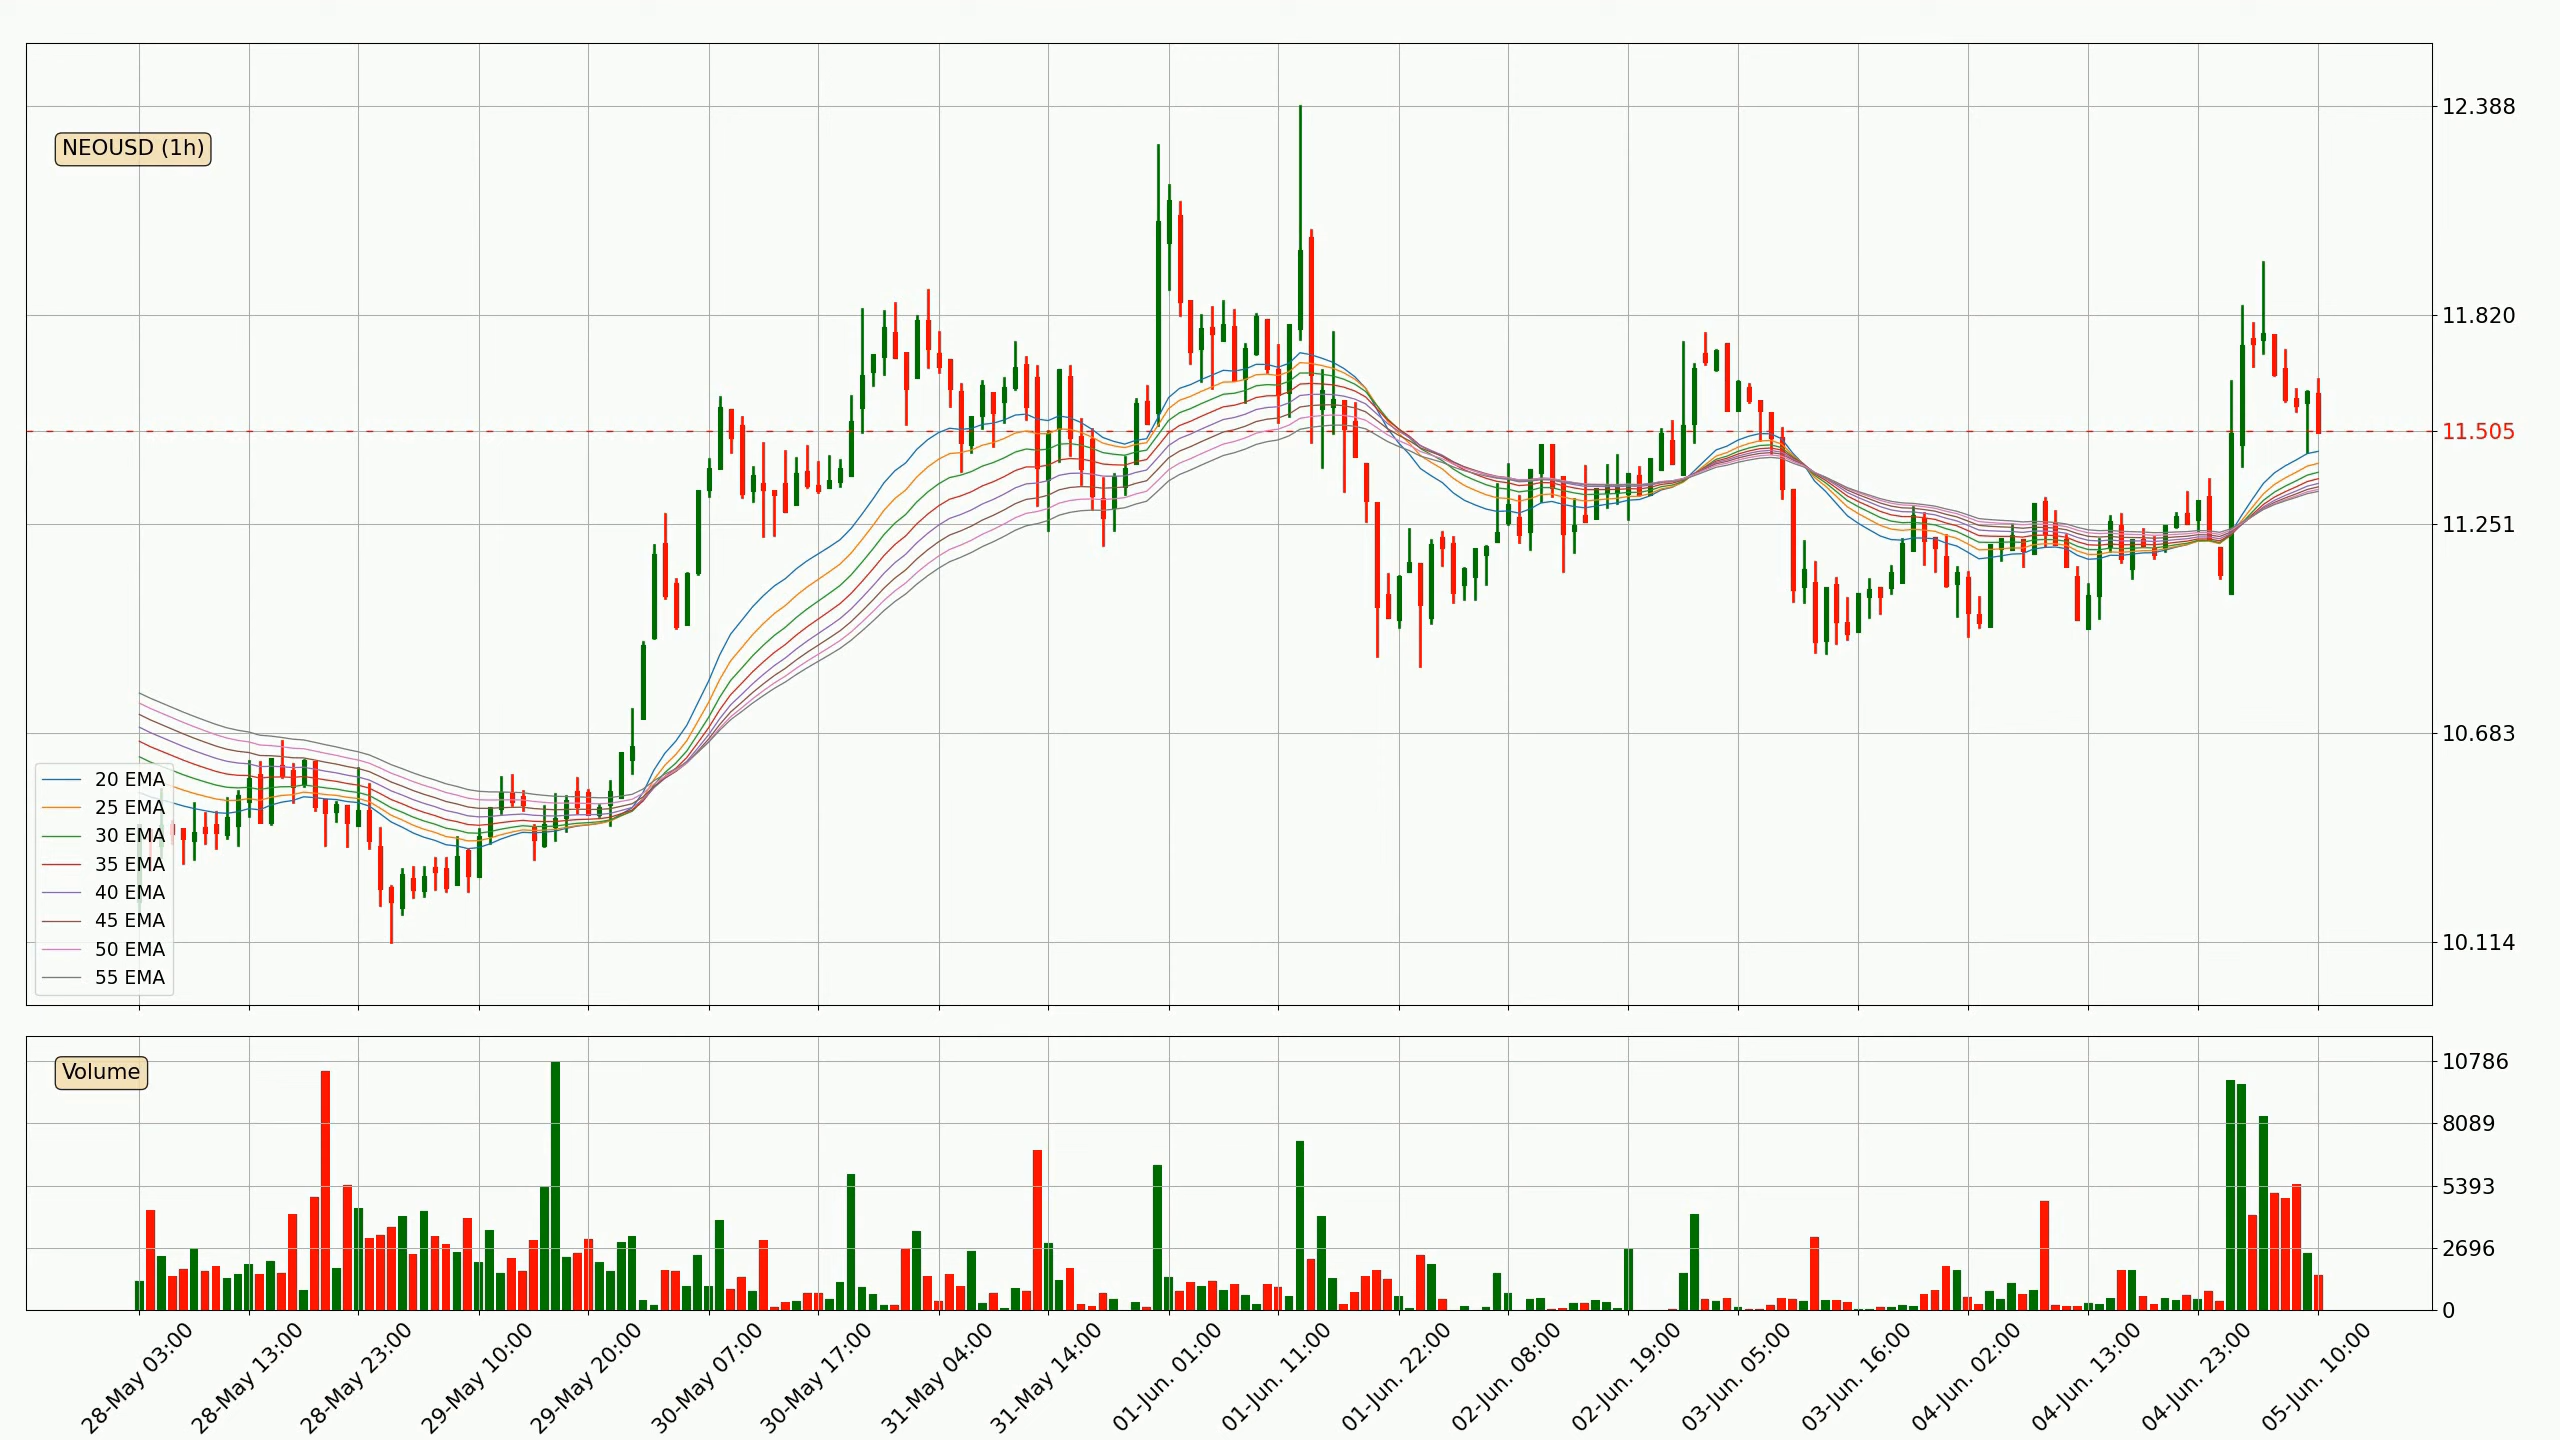 NEOUSD (1h)
12.388
11.820
11.505
11.251
10.683
10.114
20 EMA
25 EMA
30 EMA
35 EMA
40 EMA
45 EMA
50 EMA
55 EMA
Volume
10786
8089
5393
2696
0
28-May 03:00
28-May 13:00
28-May 23:00
29-May 10:00
29-May 20:00
30-May 07:00
30-May 17:00
31-May 04:00
31-May 14:00
01-Jun. 01:00
01-Jun. 11:00
01-Jun. 22:00
02-Jun. 08:00
02-Jun. 19:00
03-Jun. 05:00
03-Jun. 16:00
04-Jun. 02:00
04-Jun. 13:00
04-Jun. 23:00
05-Jun. 10:00